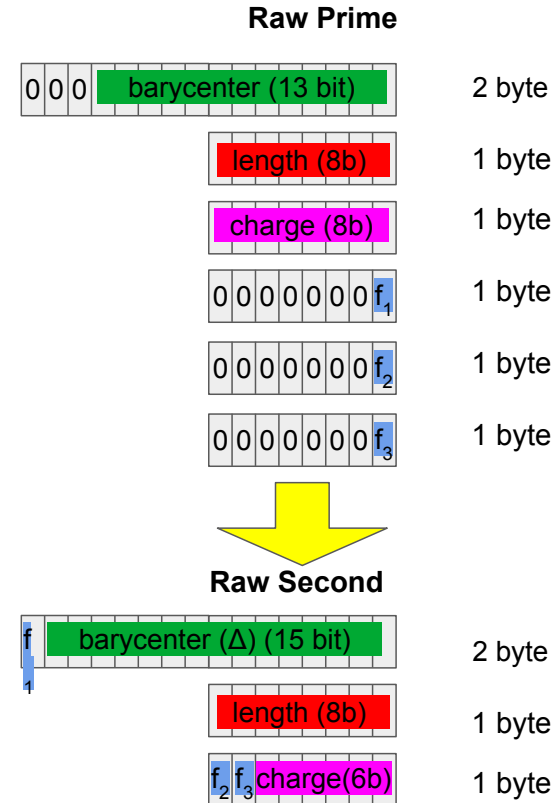 Raw Prime
0 0 0 barycenter (13 bit) 2 byte
length (8b) 1 byte
charge (8b) 1 byte
0 0 0 0 0 0 0 f1 1 byte
0 0 0 0 0 0 0 f2 1 byte
0 0 0 0 0 0 0 f3 1 byte
Raw Second
f1 barycenter (Δ) (15 bit) 2 byte
length (8b) 1 byte
f2 f3 charge(6b) 1 byte